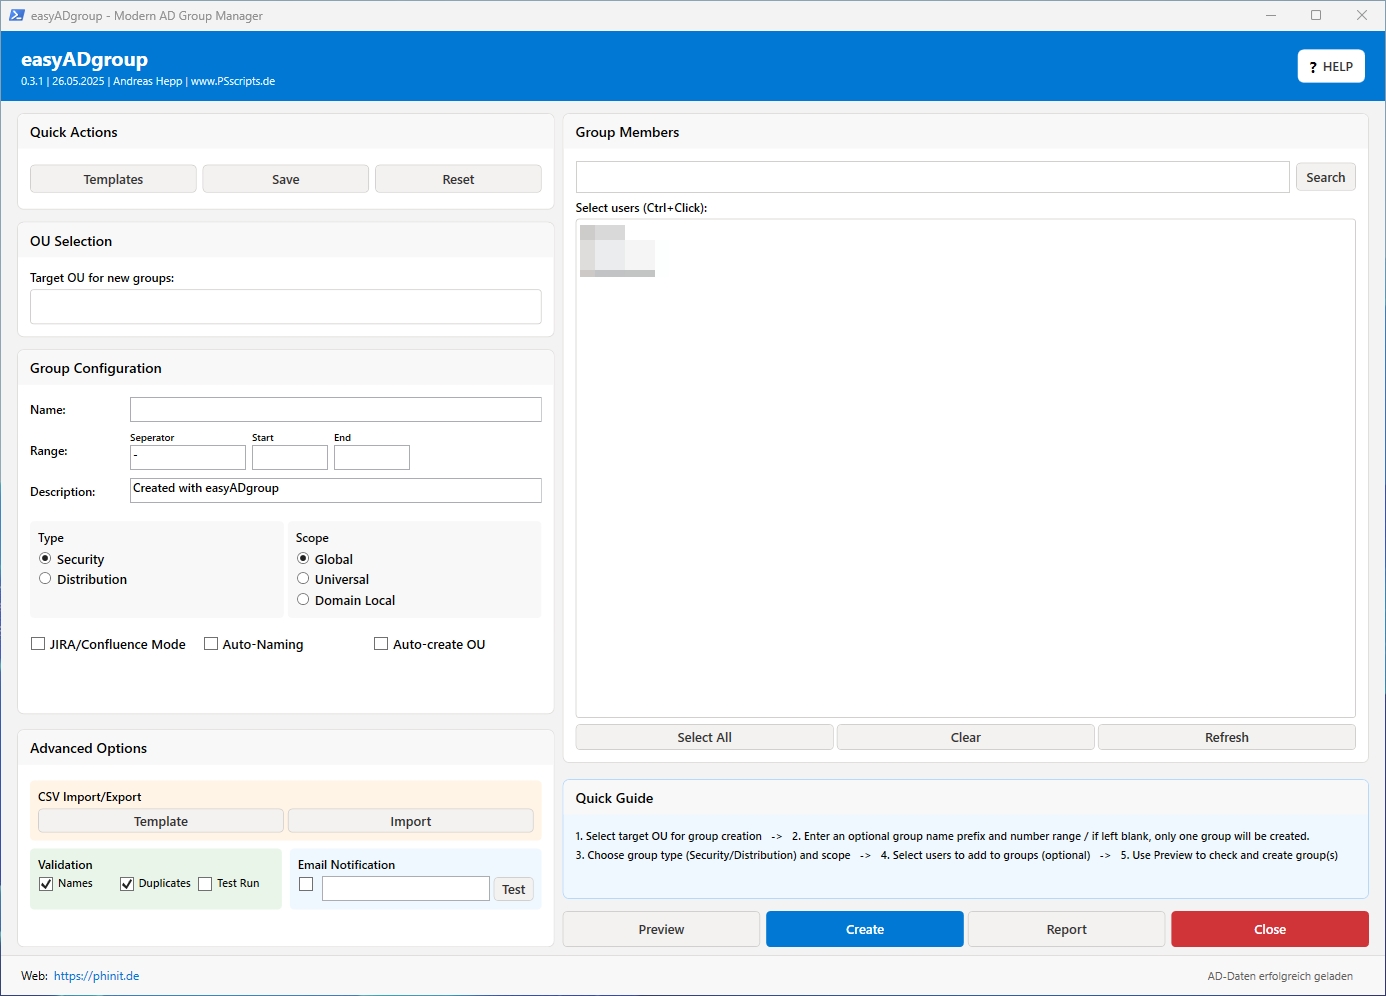 easyADgroup - Modern AD Group Manager
easyADgroup
0.3.1 | 26.05.2025 | Andreas Hepp | www.PSscripts.de
? HELP
Quick Actions
Templates Save Reset
OU Selection
Target OU for new groups:
Group Configuration
Name:
Seperator Start End
Range: -
Description: Created with easyADgroup
Type
Security
Distribution
Scope
Global
Universal
Domain Local
JIRA/Confluence Mode Auto-Naming Auto-create OU
Advanced Options
CSV Import/Export
Template Import
Validation
Names Duplicates Test Run
Email Notification
Test
Group Members
Search
Select users (Ctrl+Click):
Select All Clear Refresh
Quick Guide
1. Select target OU for group creation -> 2. Enter an optional group name prefix and number range / if left blank, only one group will be created.
3. Choose group type (Security/Distribution) and scope -> 4. Select users to add to groups (optional) -> 5. Use Preview to check and create group(s)
Preview Create Report Close
Web: https://phinit.de
AD-Daten erfolgreich geladen